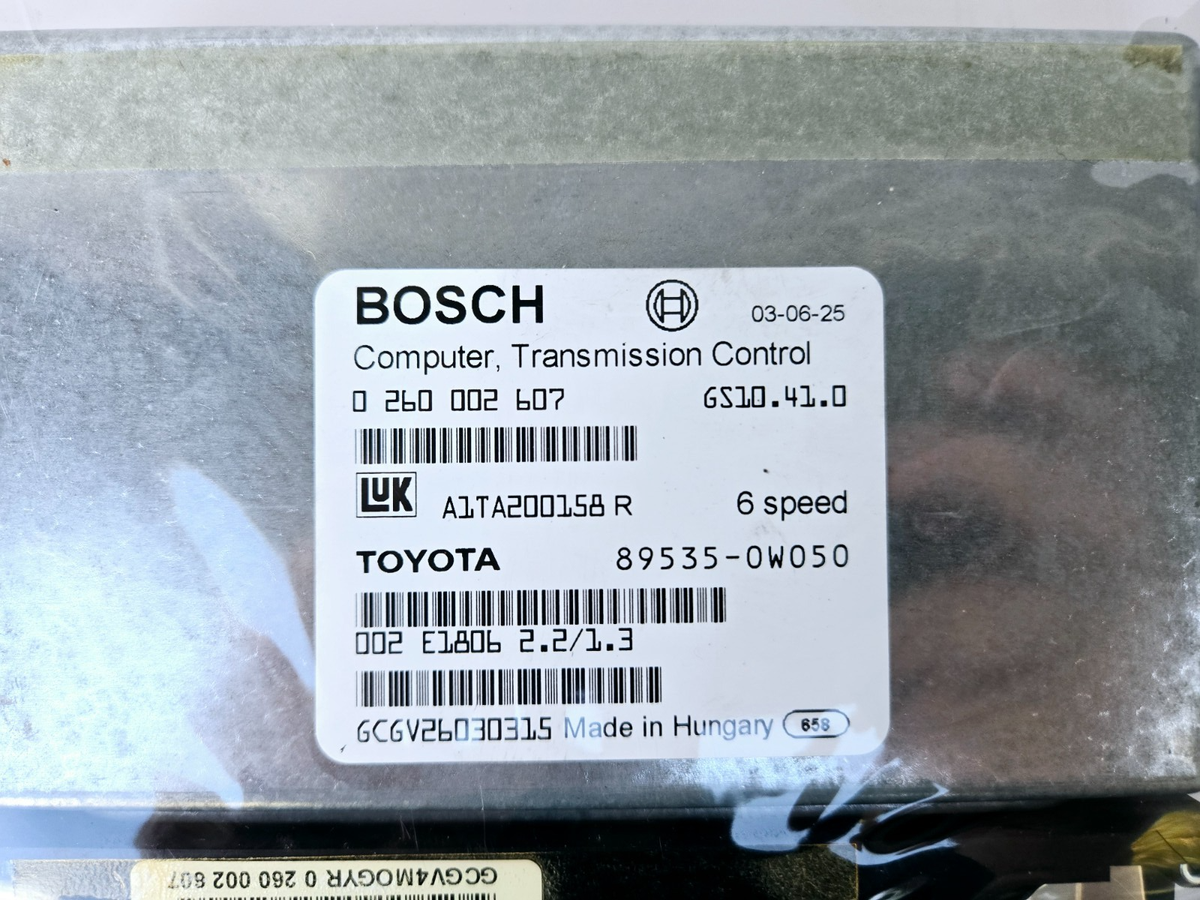 BOSCH 03-06-25
Computer, Transmission Control
0 260 002 607 GS10.41.0
LUK A1TA200158 R 6 speed
TOYOTA 89535-0W050
002 E1806 2.2/1.3
GCGV26030315 Made in Hungary 658
GCGV4MOGYR 0 260 002 607